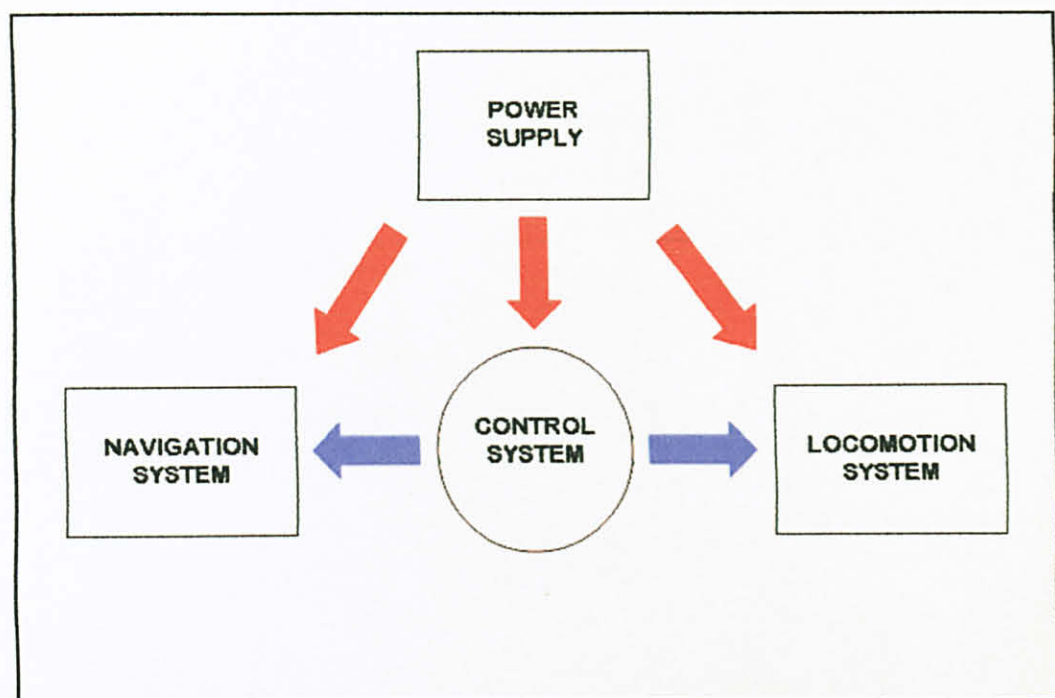 POWER
SUPPLY
NAVIGATION
SYSTEM
CONTROL
SYSTEM
LOCOMOTION
SYSTEM